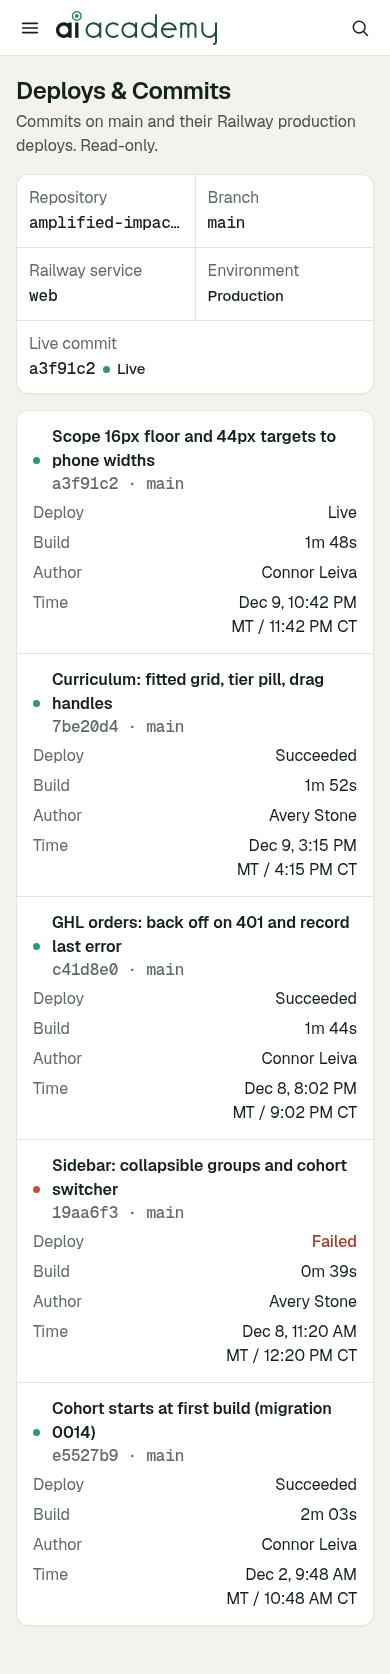 ai academy
Deploys & Commits
Commits on main and their Railway production
deploys. Read-only.
Repository
amplified-impac…
Branch
main
Railway service
web
Environment
Production
Live commit
a3f91c2 Live
Scope 16px floor and 44px targets to
phone widths
a3f91c2 · main
Deploy Live
Build 1m 48s
Author Connor Leiva
Time Dec 9, 10:42 PM
MT / 11:42 PM CT
Curriculum: fitted grid, tier pill, drag
handles
7be20d4 · main
Deploy Succeeded
Build 1m 52s
Author Avery Stone
Time Dec 9, 3:15 PM
MT / 4:15 PM CT
GHL orders: back off on 401 and record
last error
c41d8e0 · main
Deploy Succeeded
Build 1m 44s
Author Connor Leiva
Time Dec 8, 8:02 PM
MT / 9:02 PM CT
Sidebar: collapsible groups and cohort
switcher
19aa6f3 · main
Deploy Failed
Build 0m 39s
Author Avery Stone
Time Dec 8, 11:20 AM
MT / 12:20 PM CT
Cohort starts at first build (migration
0014)
e5527b9 · main
Deploy Succeeded
Build 2m 03s
Author Connor Leiva
Time Dec 2, 9:48 AM
MT / 10:48 AM CT